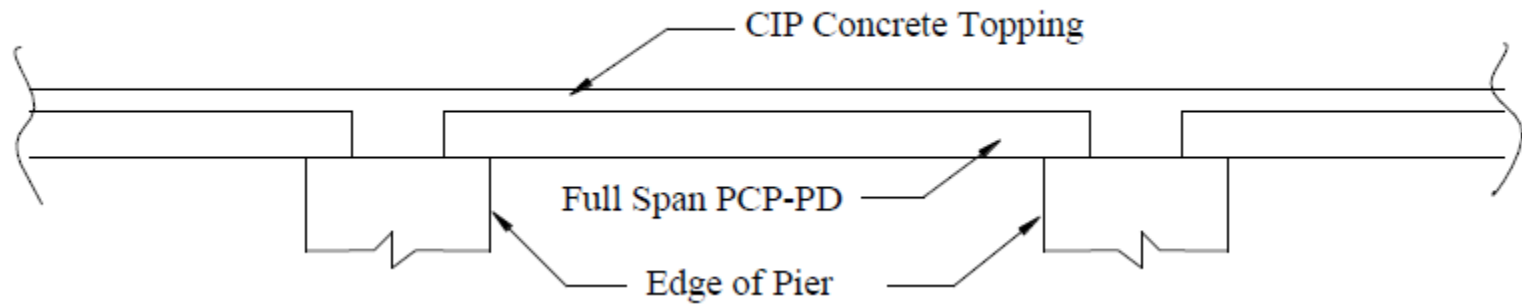 CIP Concrete Topping
Full Span PCP-PD
Edge of Pier